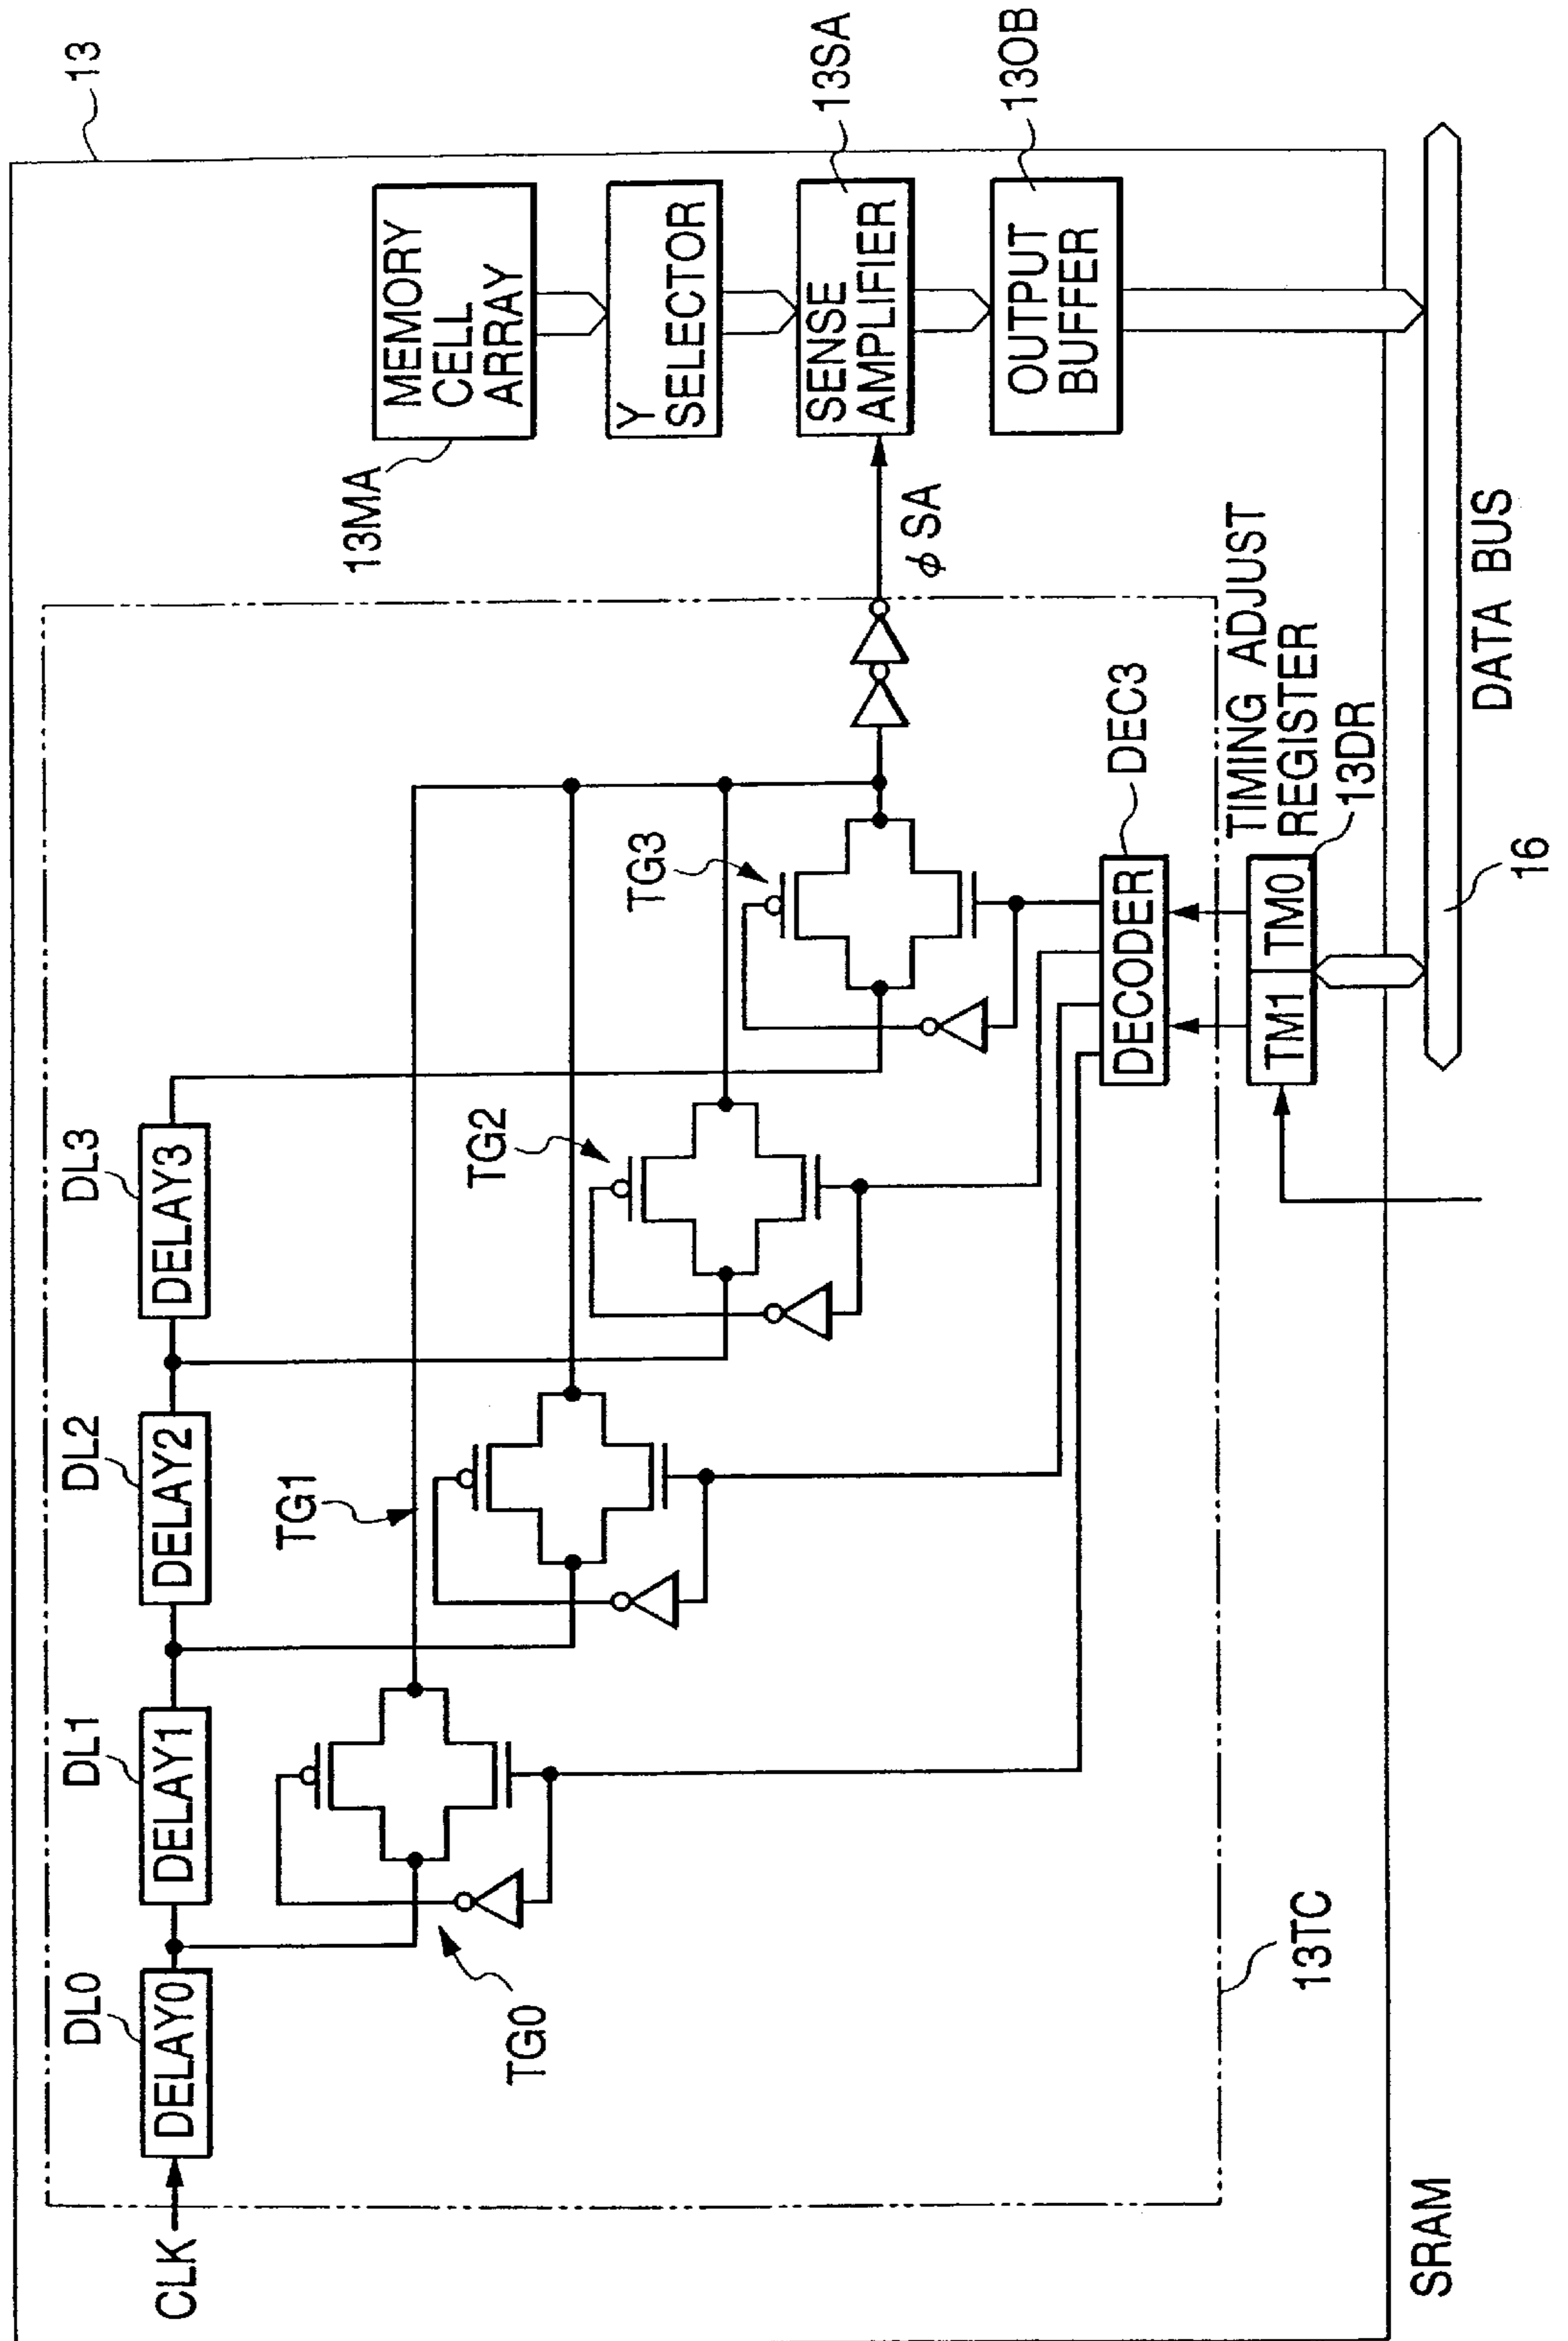 13
DL0
DL1
DL2
DL3
CLK
DELAY0
DELAY1
DELAY2
DELAY3
TG0
TG1
TG2
TG3
13MA
MEMORY
CELL
ARRAY
Y
SELECTOR
SENSE
AMPLIFIER
13SA
φSA
OUTPUT
BUFFER
13OB
DECODER
DEC3
13TC
TIMING ADJUST
REGISTER
13DR
TM1
TM0
DATA BUS
16
SRAM